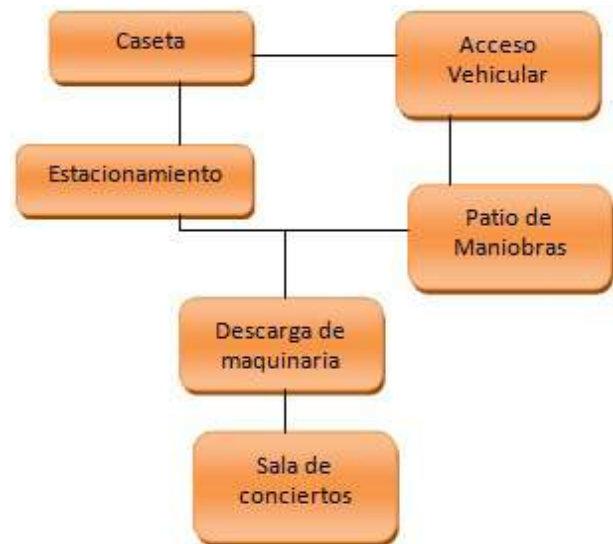 Caseta
Acceso
Vehicular
Estacionamiento
Patio de
Maniobras
Descarga de
maquinaria
Sala de
conciertos